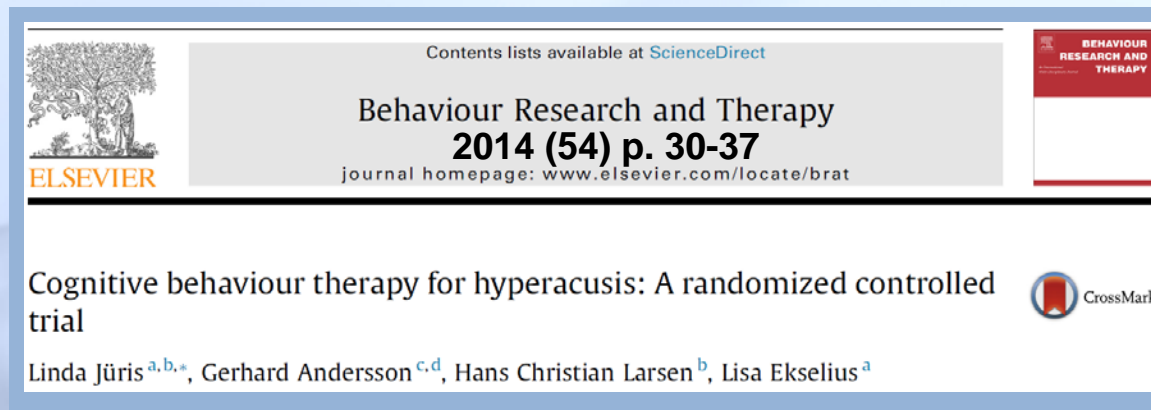 Contents lists available at ScienceDirect
Behaviour Research and Therapy
2014 (54) p. 30-37
journal homepage: www.elsevier.com/locate/brat
ELSEVIER
BEHAVIOUR
RESEARCH AND
THERAPY
Cognitive behaviour therapy for hyperacusis: A randomized controlled
trial
CrossMark
Linda Jüris a,b,*, Gerhard Andersson c,d, Hans Christian Larsen b, Lisa Ekselius a